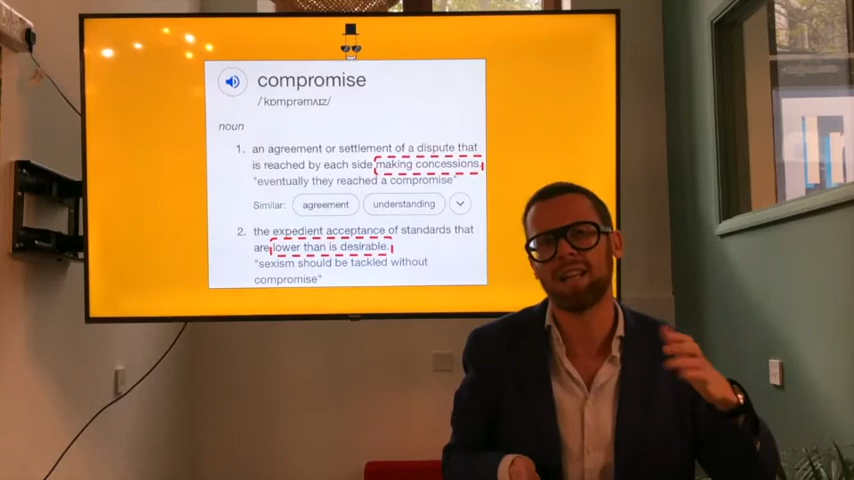 compromise
/ˈkɒmprəmʌɪz/
noun
1. an agreement or settlement of a dispute that
is reached by each side making concessions.
"eventually they reached a compromise"
Similar: agreement understanding
2. the expedient acceptance of standards that
are lower than is desirable.
"sexism should be tackled without
compromise"